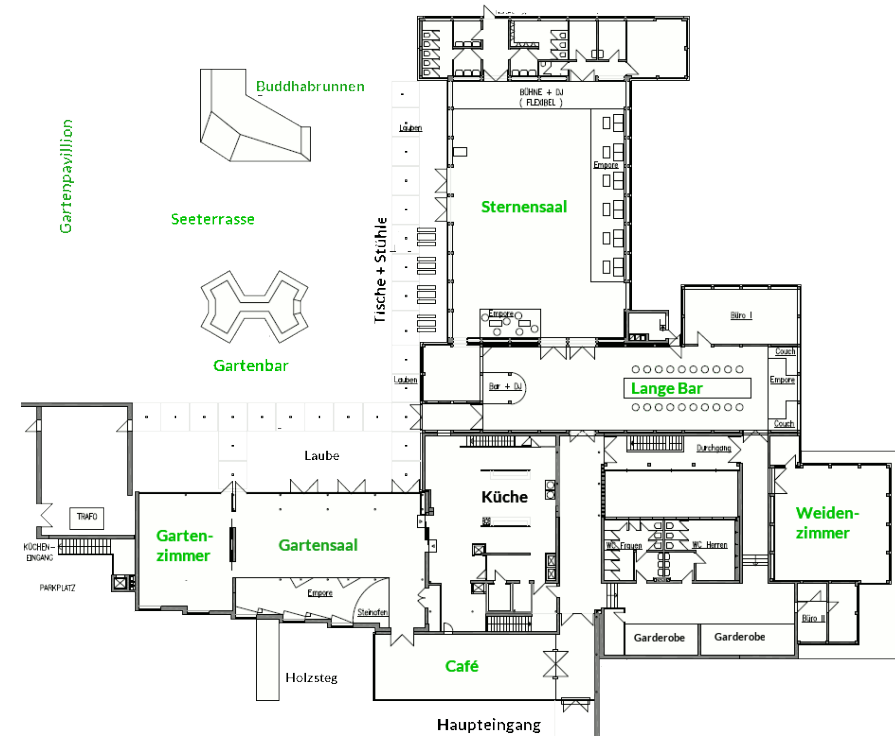 BÜHNE + DJ
( FLEXIBEL )
Buddhabrunnen
Lauben
Gartenpavillion
Empore
Sternensaal
Seeterrasse
Tische + Stühle
Empore
Büro I
Gartenbar
Couch
Lauben
Bar + DJ
Lange Bar
Empore
Couch
Laube
Durchgang
Küche
TRAFO
Garten-
zimmer
Gartensaal
Weiden-
zimmer
KÜCHEN-
EINGANG
WC Frauen
WC Herren
PARKPLATZ
Empore
Steinofen
Büro II
Garderobe
Garderobe
Café
Holzsteg
Haupteingang